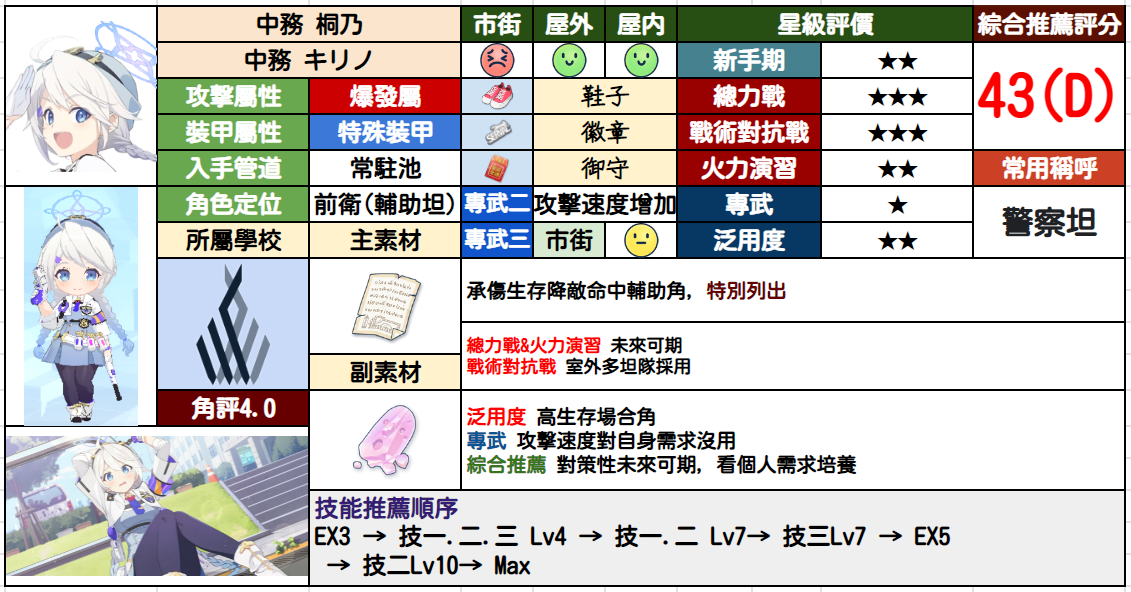 中務 桐乃 市街 屋外 屋内 星級評價 綜合推薦評分
中務 キリノ 新手期 ★★ 43(D)
攻擊屬性 爆發屬 鞋子 總力戰 ★★★
裝甲屬性 特殊裝甲 徽章 戰術對抗戰 ★★★
入手管道 常駐池 御守 火力演習 ★★ 常用稱呼
角色定位 前衛(輔助坦) 專武二 攻擊速度增加 專武 ★ 警察坦
所屬學校 主素材 專武三 市街 泛用度 ★★
承傷生存降敵命中輔助角, 特別列出
總力戰&火力演習 未來可期
戰術對抗戰 室外多坦隊採用
副素材
角評4.0
泛用度 高生存場合角
專武 攻擊速度對自身需求沒用
綜合推薦 對策性未來可期, 看個人需求培養
技能推薦順序
EX3 → 技一.二.三 Lv4 → 技一.二 Lv7→ 技三Lv7 → EX5
→ 技二Lv10→ Max